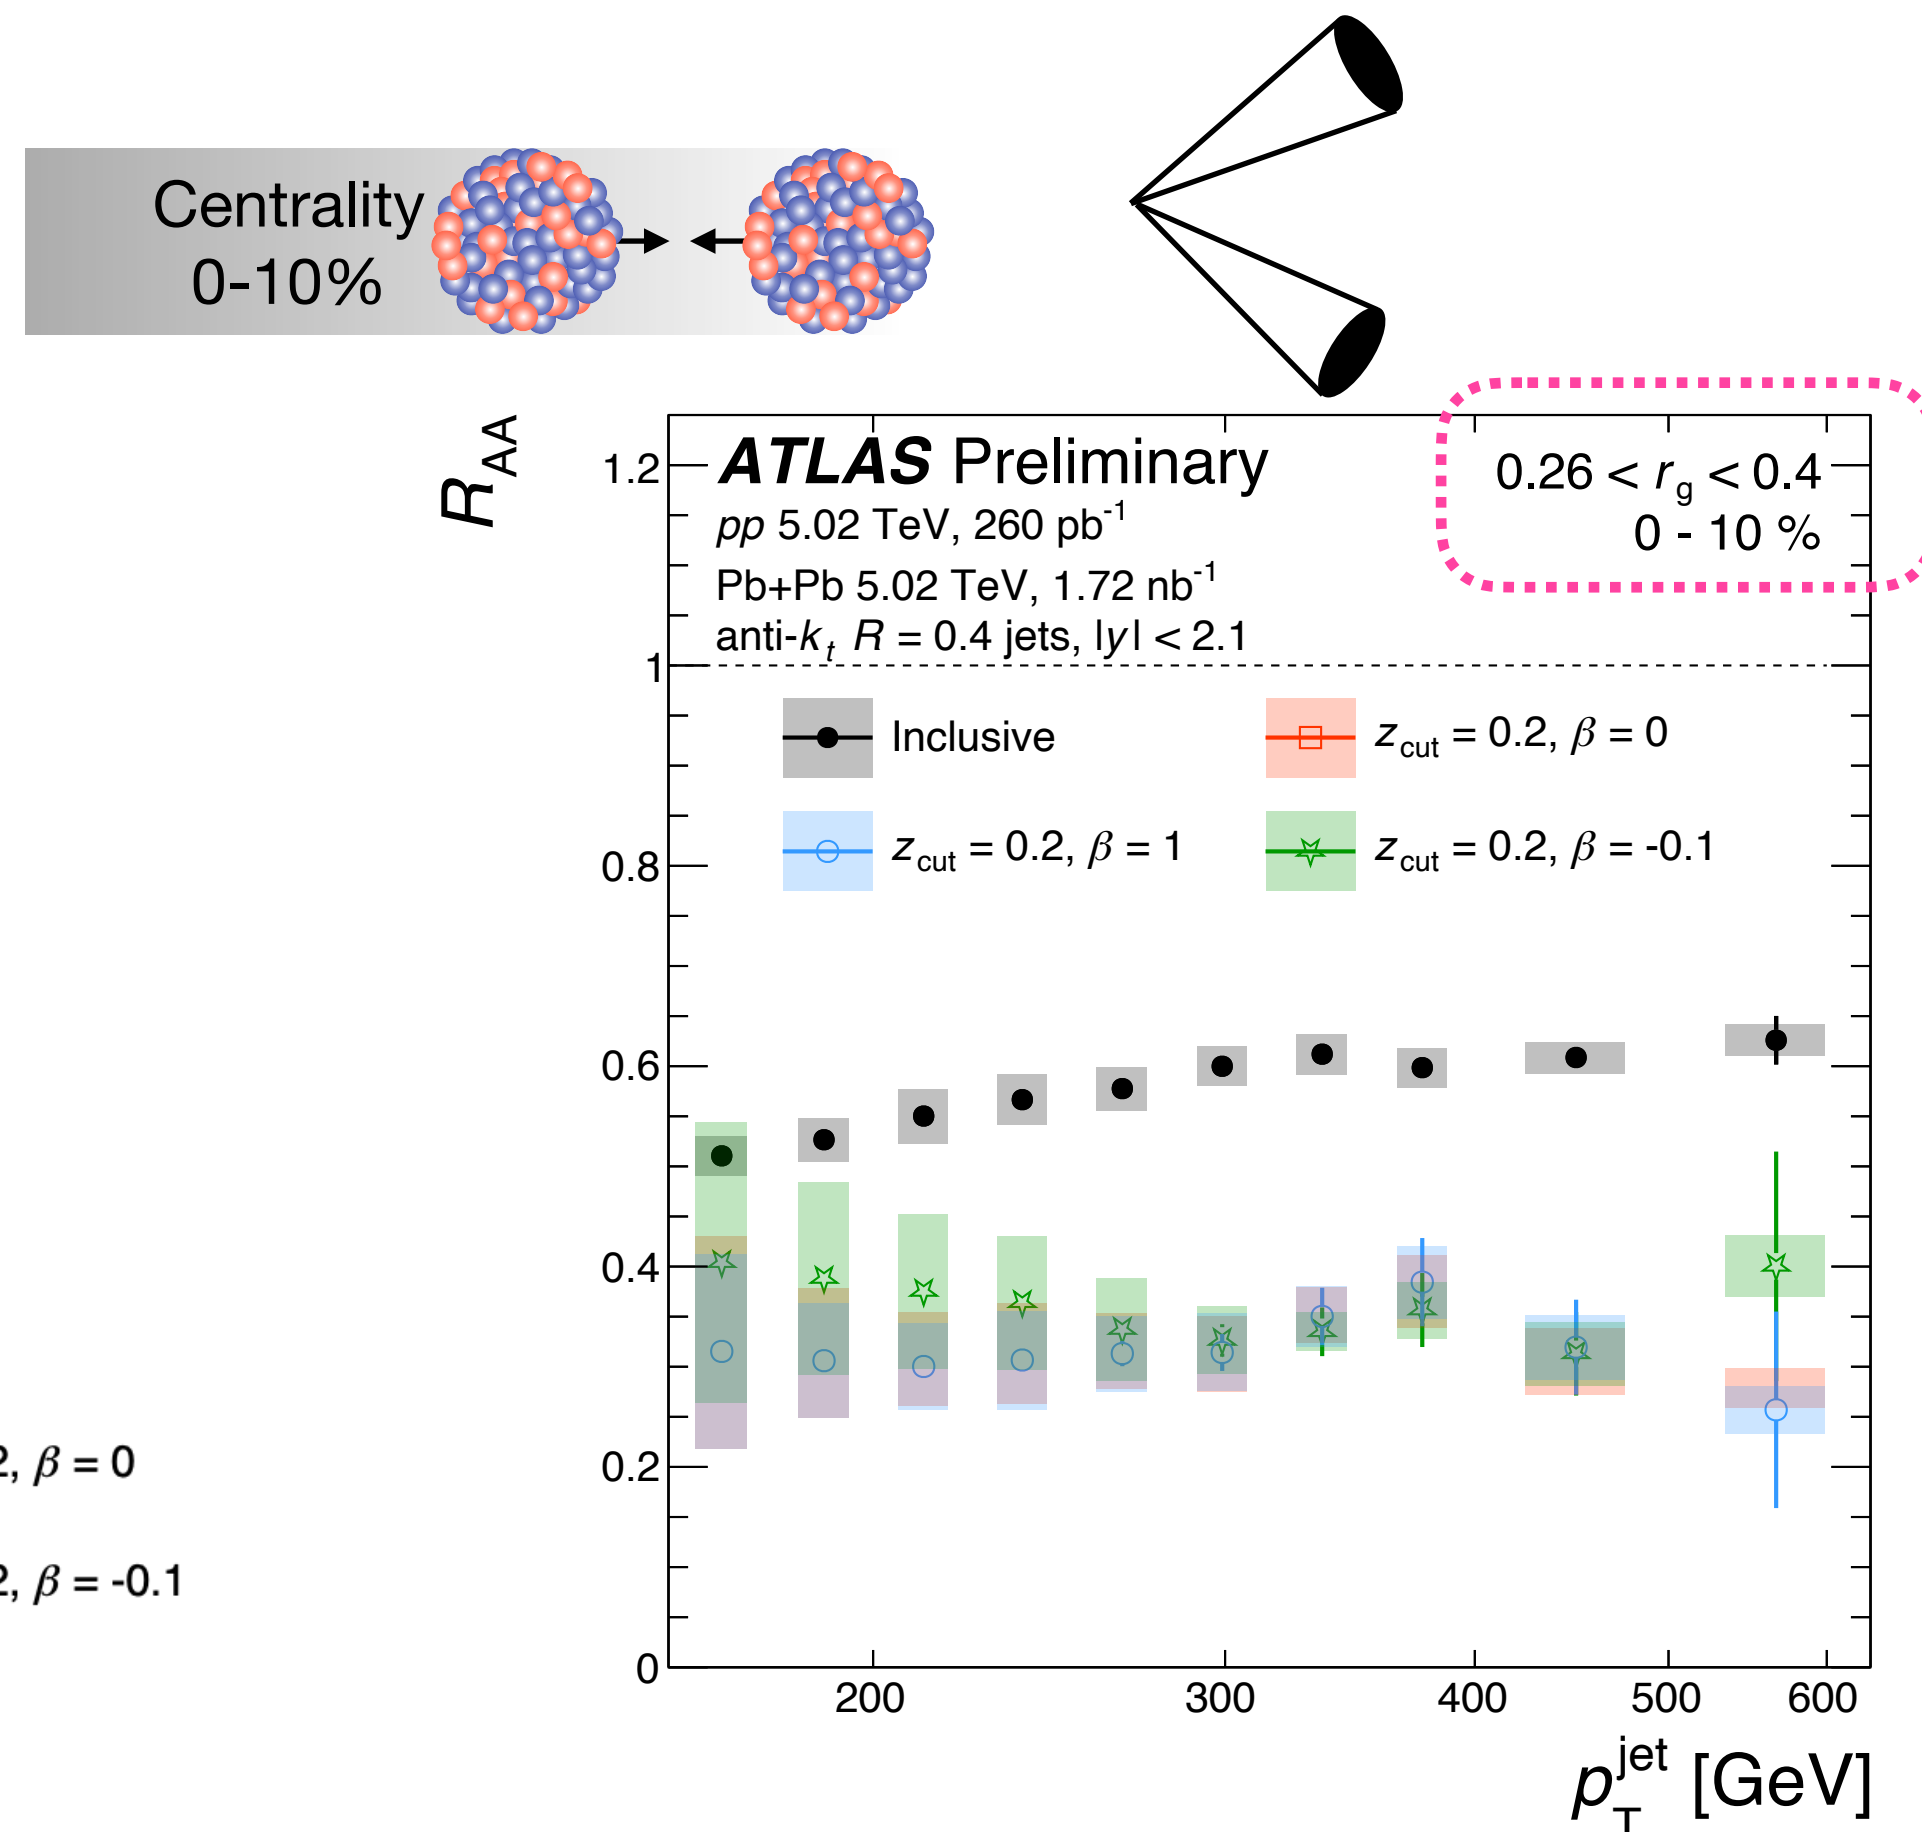 Centrality
0-10%
R_AA
ATLAS Preliminary
pp 5.02 TeV, 260 pb⁻¹
Pb+Pb 5.02 TeV, 1.72 nb⁻¹
anti-k_t R = 0.4 jets, |y| < 2.1
0.26 < r_g < 0.4
0 - 10 %
Inclusive
z_cut = 0.2, β = 0
z_cut = 0.2, β = 1
z_cut = 0.2, β = -0.1
1.2
1
0.8
0.6
0.4
0.2
0
200 300 400 500 600
p_T^jet [GeV]
2, β = 0
2, β = -0.1